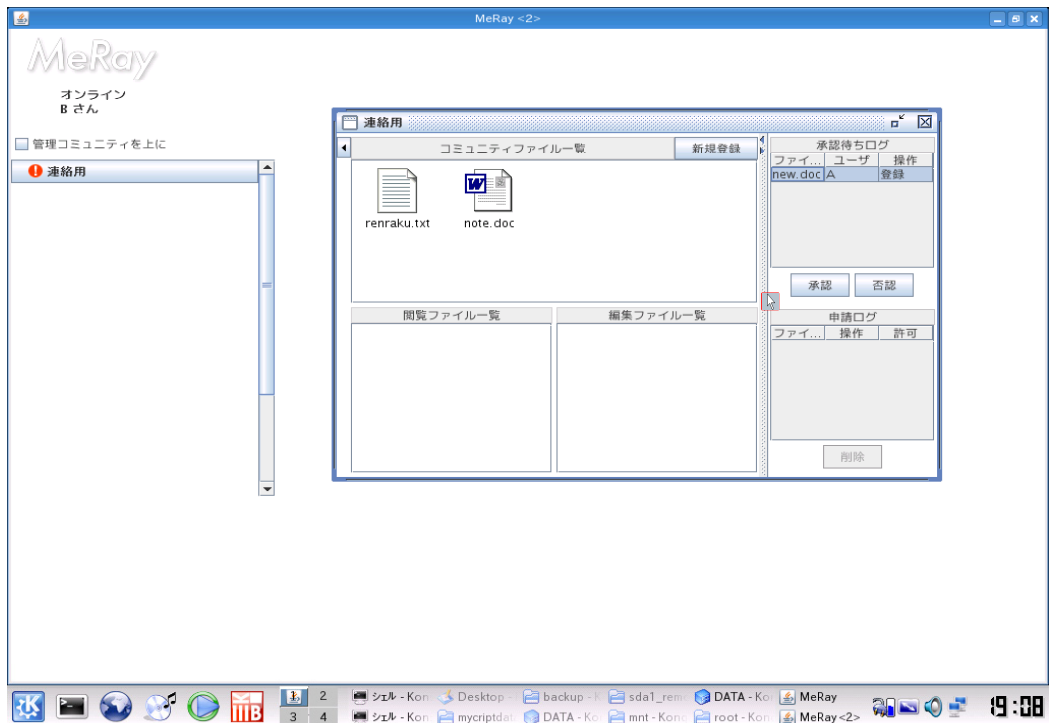 MeRay <2>
MeRay
オンライン
B さん
管理コミュニティを上に
連絡用
連絡用
コミュニティファイル一覧
新規登録
renraku.txt
note.doc
閲覧ファイル一覧
編集ファイル一覧
承認待ちログ
ファイ... ユーザ 操作
new.doc A 登録
承認 否認
申請ログ
ファイ... 操作 許可
削除
2
シェル - Kon
Desktop -
backup - K
sda1_rem
DATA - Ko
MeRay
3 4
シェル - Kon
mycriptdat
DATA - Ko
mnt - Kon
root - Kon
MeRay <2>
19:08